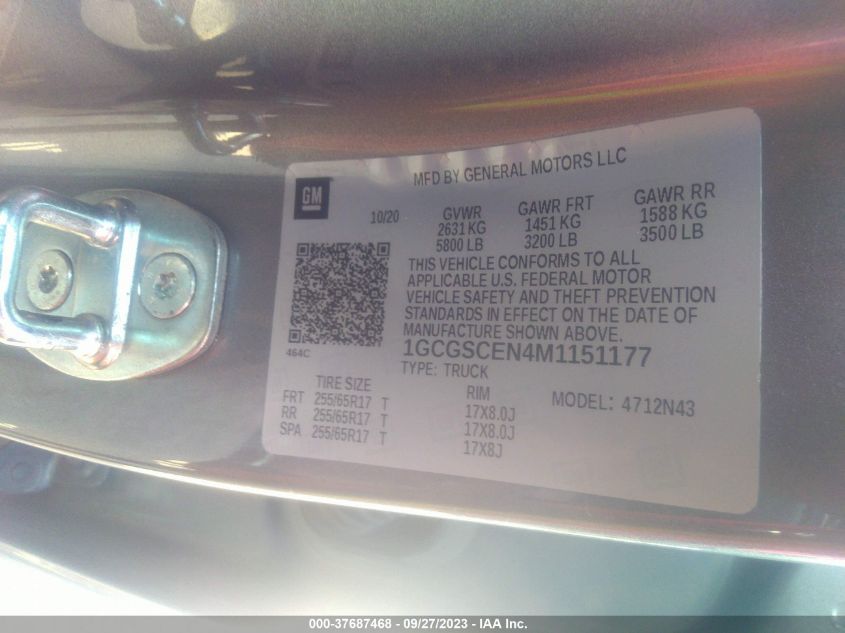 MFD BY GENERAL MOTORS LLC
GM
10/20 GVWR GAWR FRT GAWR RR
2631 KG 1451 KG 1588 KG
5800 LB 3200 LB 3500 LB
THIS VEHICLE CONFORMS TO ALL
APPLICABLE U.S. FEDERAL MOTOR
VEHICLE SAFETY AND THEFT PREVENTION
STANDARDS IN EFFECT ON THE DATE OF
MANUFACTURE SHOWN ABOVE.
464C
1GCGSCEN4M1151177
TYPE: TRUCK
TIRE SIZE RIM MODEL: 4712N43
FRT 255/65R17 T 17X8.0J
RR 255/65R17 T 17X8.0J
SPA 255/65R17 T 17X8J
000-37687468 - 09/27/2023 - IAA Inc.